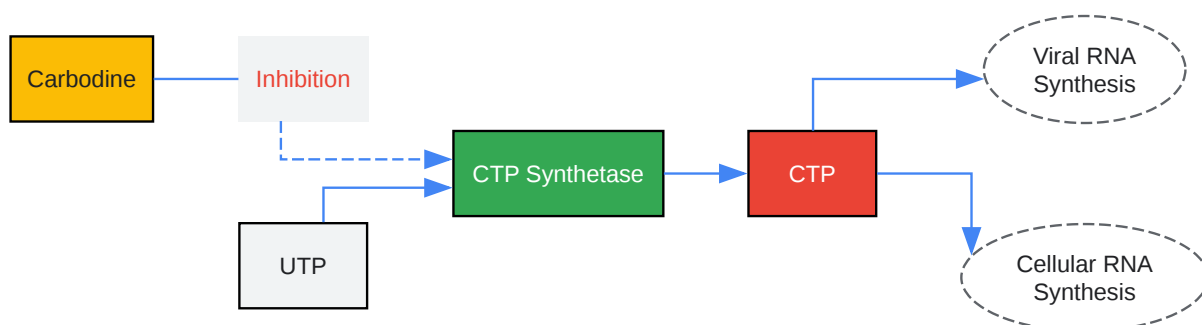 Carbodine
Inhibition
Viral RNA
Synthesis
CTP Synthetase
CTP
UTP
Cellular RNA
Synthesis